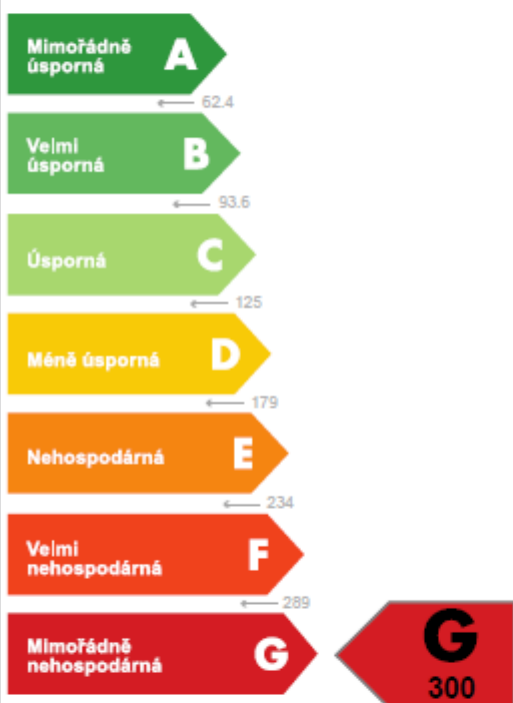 Mimořádně
úsporná
A
62.4
Velmi
úsporná
B
93.6
Úsporná
C
125
Méně úsporná
D
179
Nehospodárná
E
234
Velmi
nehospodárná
F
289
Mimořádně
nehospodárná
G
G
300